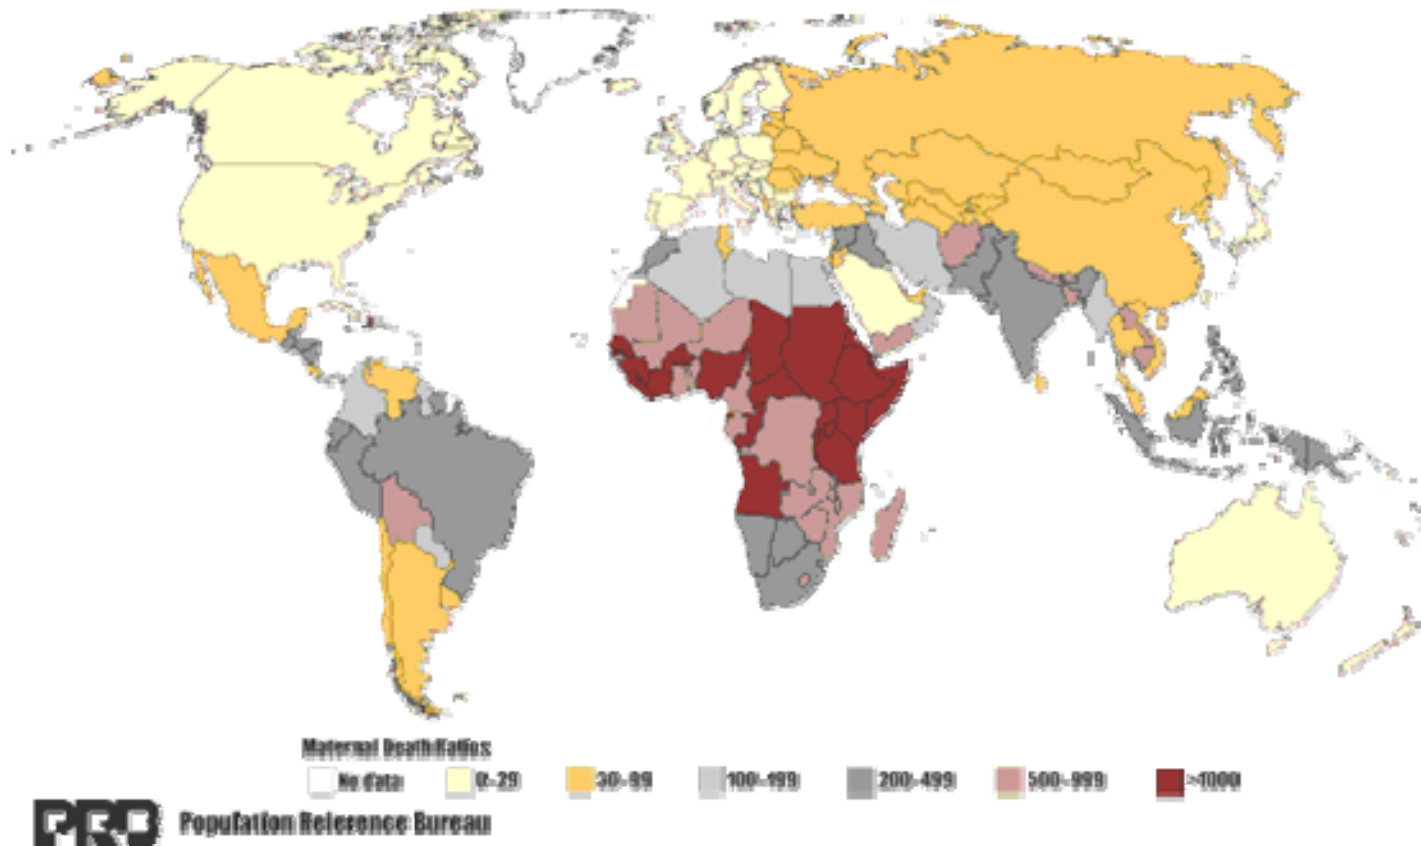 Maternal Death Ratios
No data 0-29 30-99 100-199 200-499 500-999 >1000
PRB Population Reference Bureau